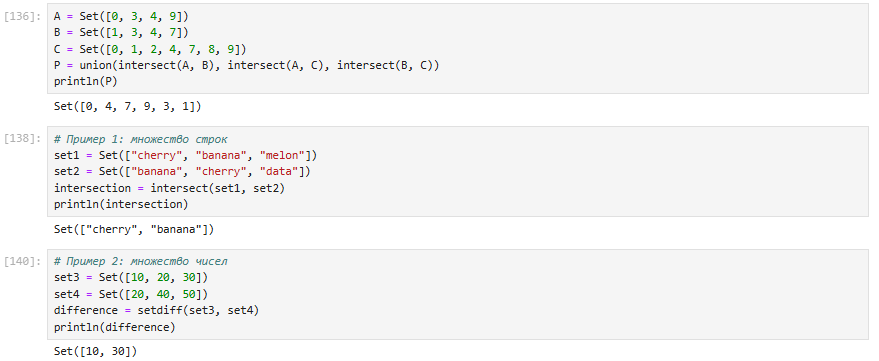 [136]: A = Set([0, 3, 4, 9])
B = Set([1, 3, 4, 7])
C = Set([0, 1, 2, 4, 7, 8, 9])
P = union(intersect(A, B), intersect(A, C), intersect(B, C))
println(P)
Set([0, 4, 7, 9, 3, 1])
[138]: # Пример 1: множество строк
set1 = Set(["cherry", "banana", "melon"])
set2 = Set(["banana", "cherry", "data"])
intersection = intersect(set1, set2)
println(intersection)
Set(["cherry", "banana"])
[140]: # Пример 2: множество чисел
set3 = Set([10, 20, 30])
set4 = Set([20, 40, 50])
difference = setdiff(set3, set4)
println(difference)
Set([10, 30])